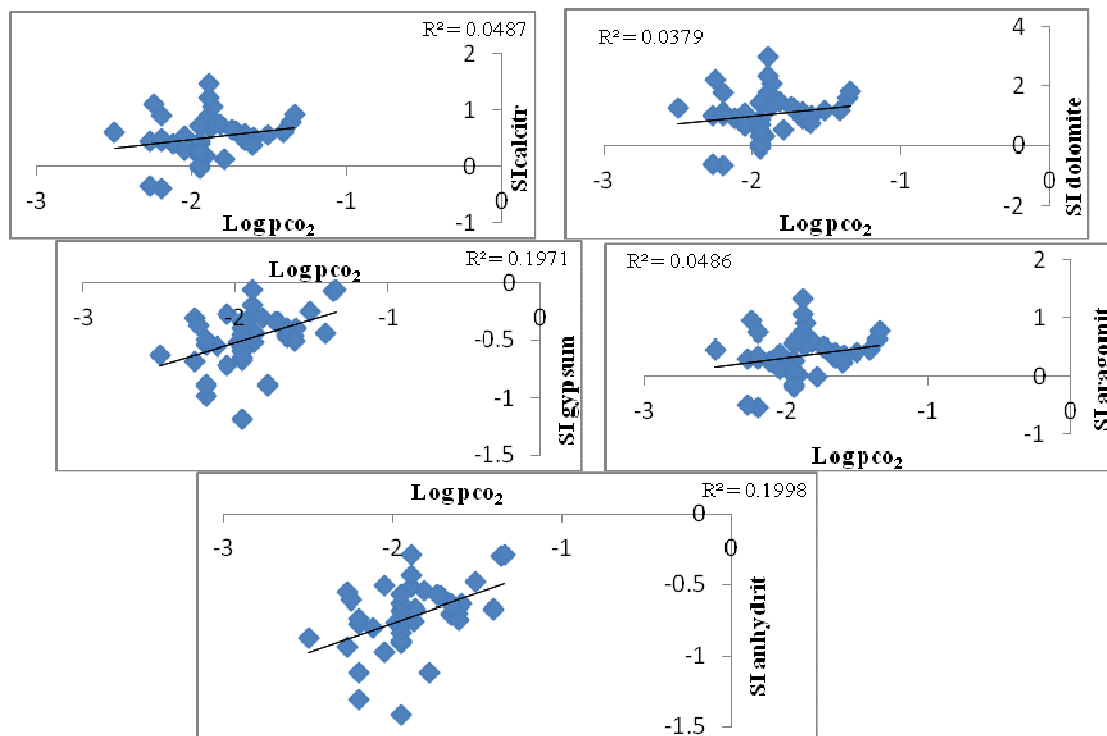 R² = 0.0487
2
1
0
-1
-3
-2
-1
0
SIcalcitr
Logpco₂
R² = 0.0379
4
2
0
-2
-3
-2
-1
0
SI dolomite
Logpco₂
Logpco₂
R² = 0.1971
0
-0.5
-1
-1.5
-3
-2
-1
0
SI gypsum
R² = 0.0486
2
1
0
-1
-3
-2
-1
0
SI aragomit
Logpco₂
Logpco₂
R² = 0.1998
0
-0.5
-1
-1.5
-3
-2
-1
0
SI anhydrit